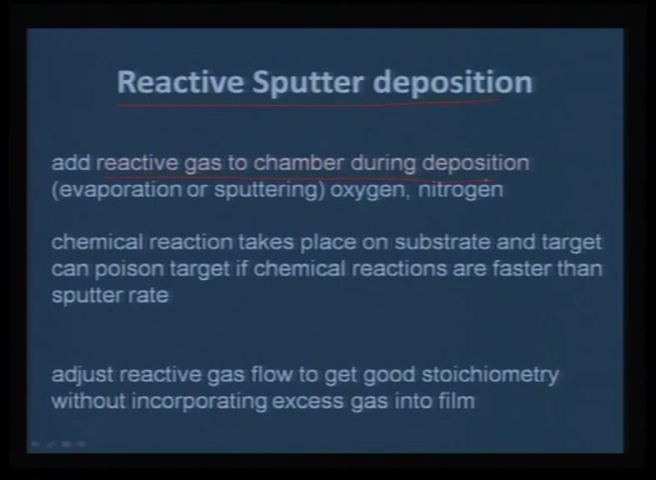 Reactive Sputter deposition
add reactive gas to chamber during deposition
(evaporation or sputtering) oxygen, nitrogen
chemical reaction takes place on substrate and target
can poison target if chemical reactions are faster than
sputter rate
adjust reactive gas flow to get good stoichiometry
without incorporating excess gas into film